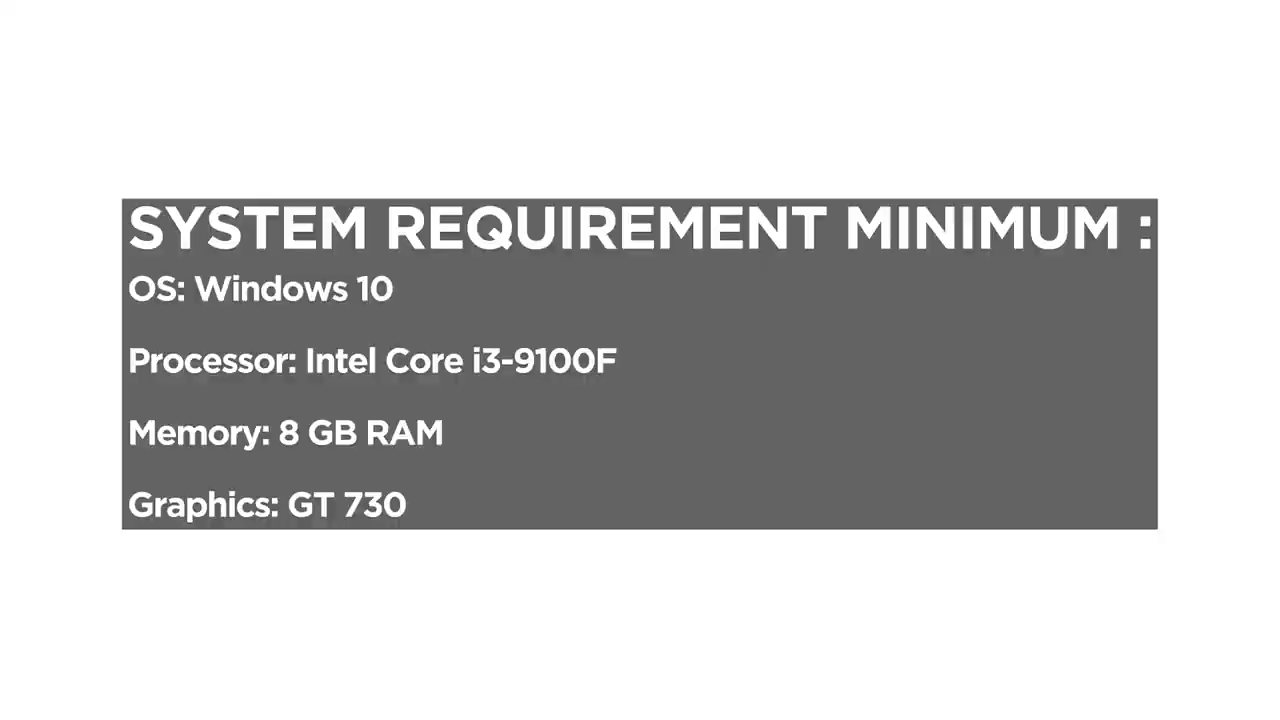 SYSTEM REQUIREMENT MINIMUM :
OS: Windows 10
Processor: Intel Core i3-9100F
Memory: 8 GB RAM
Graphics: GT 730